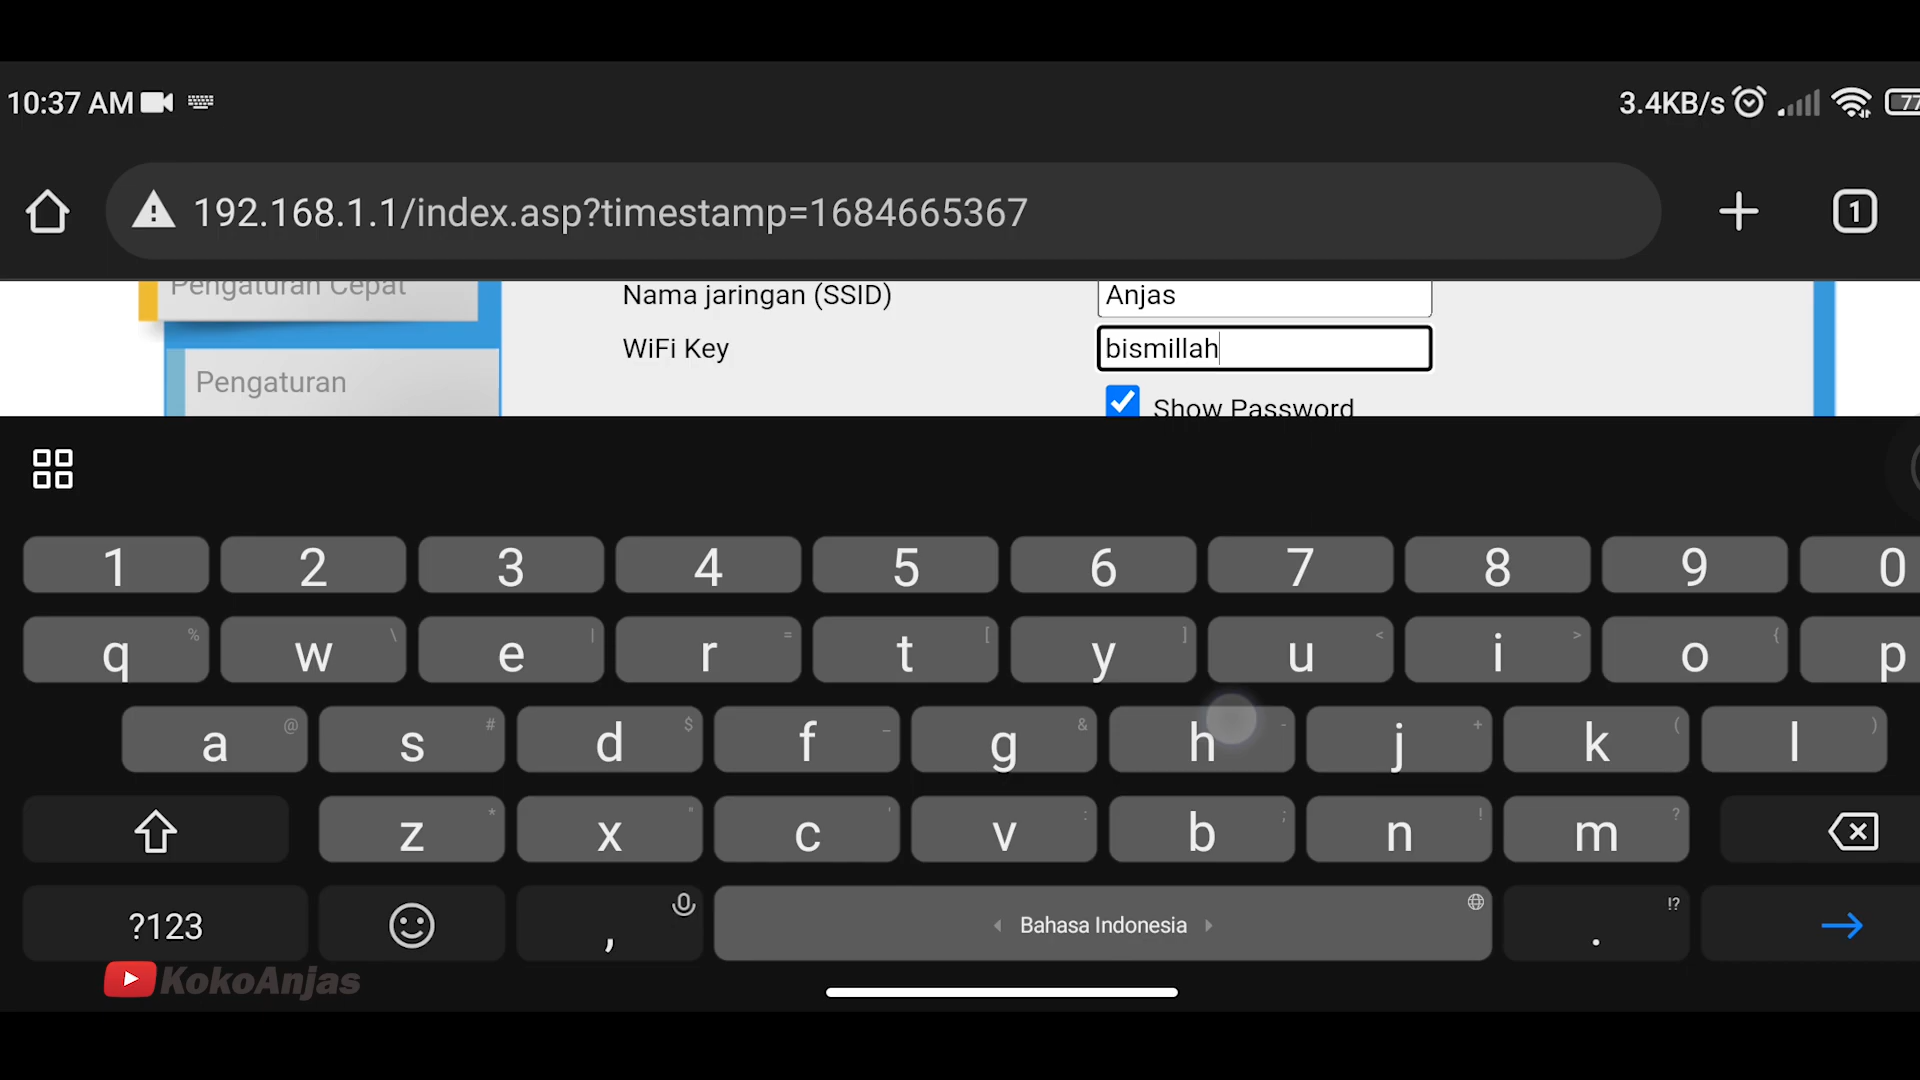 10:37 AM
3.4KB/s
77
192.168.1.1/index.asp?timestamp=1684665367
1
Pengaturan Cepat
Nama jaringan (SSID)
Anjas
WiFi Key
bismillah
Pengaturan
Show Password
1 2 3 4 5 6 7 8 9 0
% \ | = [ ] < > {
q w e r t y u i o p
@ # $ _ & - + ( )
a s d f g h j k l
* " ' : ; ! ?
z x c v b n m
?123
,
Bahasa Indonesia
!?
.
KokoAnjas